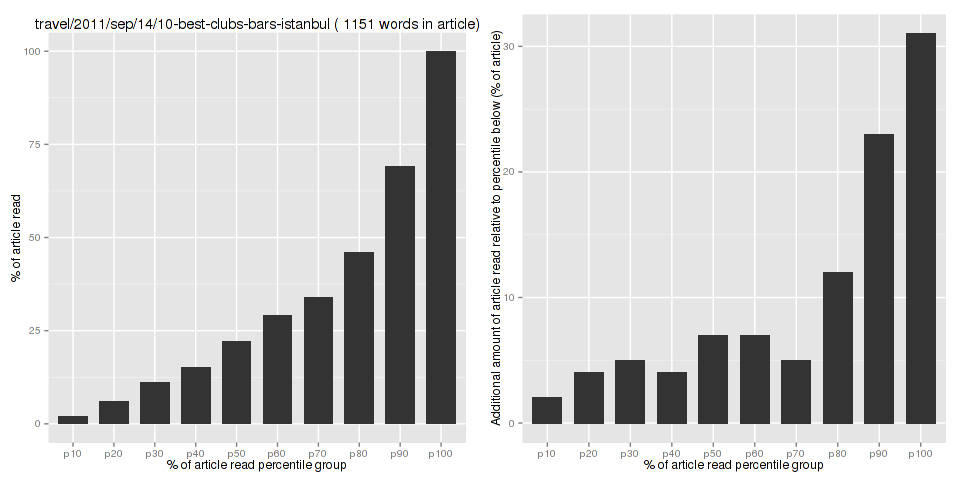 travel/2011/sep/14/10-best-clubs-bars-istanbul ( 1151 words in article)
% of article read
100
75
50
25
0
p10 p20 p30 p40 p50 p60 p70 p80 p90 p100
% of article read percentile group
Additional amount of article read relative to percentile below (% of article)
30
20
10
0
p10 p20 p30 p40 p50 p60 p70 p80 p90 p100
% of article read percentile group